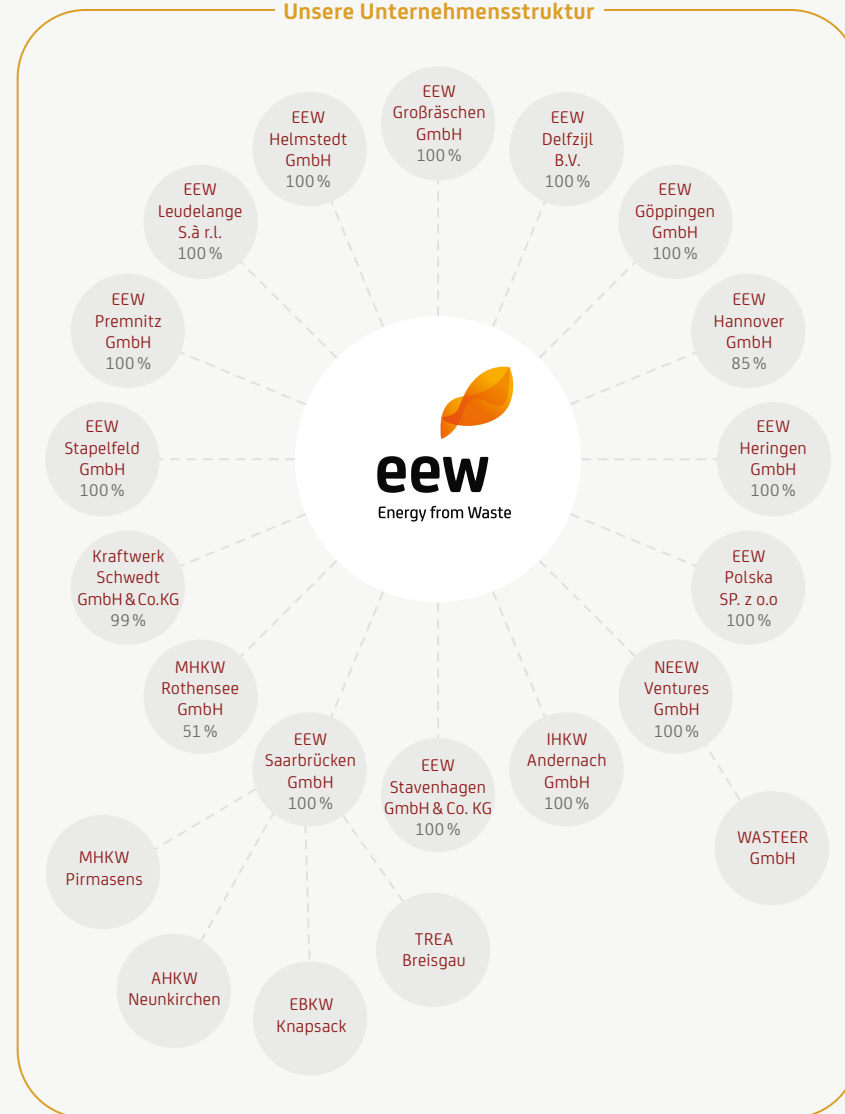 Unsere Unternehmensstruktur
EEW
Großräschen
GmbH
100 %
EEW
Helmstedt
GmbH
100 %
EEW
Delfzijl
B.V.
100 %
EEW
Leudelange
S.à r.l.
100 %
EEW
Göppingen
GmbH
100 %
EEW
Premnitz
GmbH
100 %
EEW
Hannover
GmbH
85 %
eew
Energy from Waste
EEW
Stapelfeld
GmbH
100 %
EEW
Heringen
GmbH
100 %
Kraftwerk
Schwedt
GmbH & Co.KG
99 %
EEW
Polska
SP. z o.o
100 %
MHKW
Rothensee
GmbH
51 %
NEEW
Ventures
GmbH
100 %
EEW
Saarbrücken
GmbH
100 %
EEW
Stavenhagen
GmbH & Co. KG
100 %
IHKW
Andernach
GmbH
100 %
WASTEER
GmbH
MHKW
Pirmasens
TREA
Breisgau
AHKW
Neunkirchen
EBKW
Knapsack